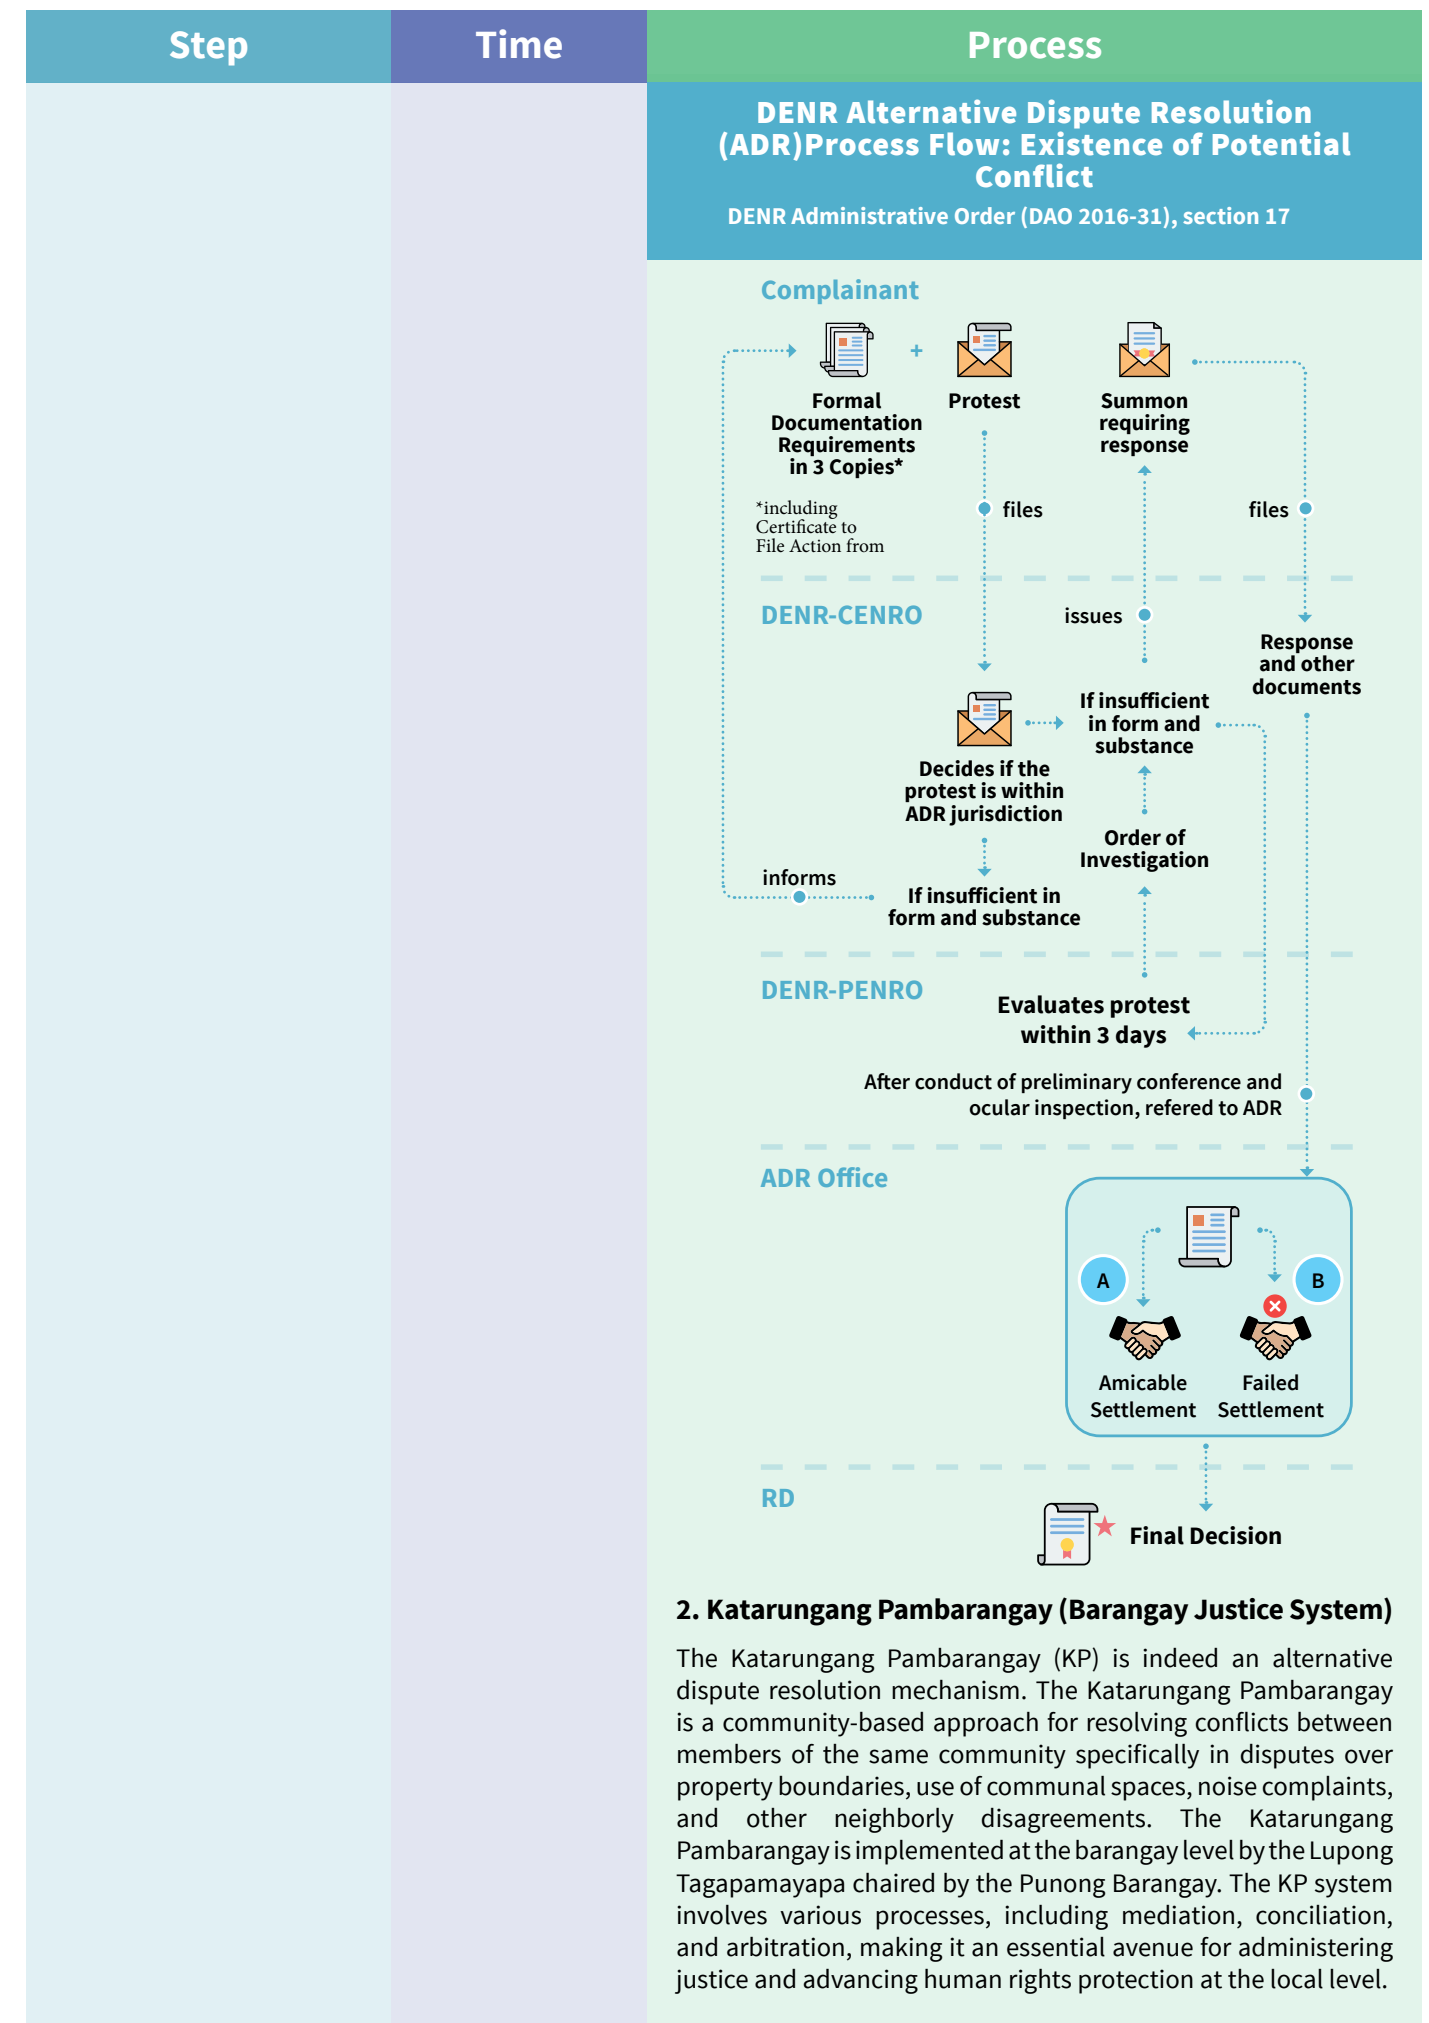 Step
Time
Process
DENR Alternative Dispute Resolution
(ADR)Process Flow: Existence of Potential
Conflict
DENR Administrative Order (DAO 2016-31), section 17
Complainant
+
Formal
Documentation
Requirements
in 3 Copies*
Protest
Summon
requiring
response
*including
Certificate to
File Action from
files
files
DENR-CENRO
issues
Response
and other
documents
If insufficient
in form and
substance
Decides if the
protest is within
ADR jurisdiction
Order of
Investigation
informs
If insufficient in
form and substance
DENR-PENRO
Evaluates protest
within 3 days
After conduct of preliminary conference and
ocular inspection, refered to ADR
ADR Office
A
B
Amicable
Settlement
Failed
Settlement
RD
Final Decision
2. Katarungang Pambarangay (Barangay Justice System)
The Katarungang Pambarangay (KP) is indeed an alternative
dispute resolution mechanism. The Katarungang Pambarangay
is a community-based approach for resolving conflicts between
members of the same community specifically in disputes over
property boundaries, use of communal spaces, noise complaints,
and other neighborly disagreements. The Katarungang
Pambarangay is implemented at the barangay level by the Lupong
Tagapamayapa chaired by the Punong Barangay. The KP system
involves various processes, including mediation, conciliation,
and arbitration, making it an essential avenue for administering
justice and advancing human rights protection at the local level.